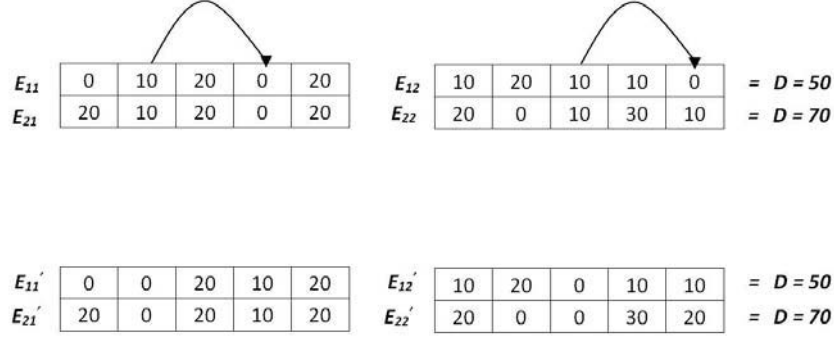 E11 0 10 20 0 20 E12 10 20 10 10 0 = D = 50
E21 20 10 20 0 20 E22 20 0 10 30 10 = D = 70
E11′ 0 0 20 10 20 E12′ 10 20 0 10 10 = D = 50
E21′ 20 0 20 10 20 E22′ 20 0 0 30 20 = D = 70